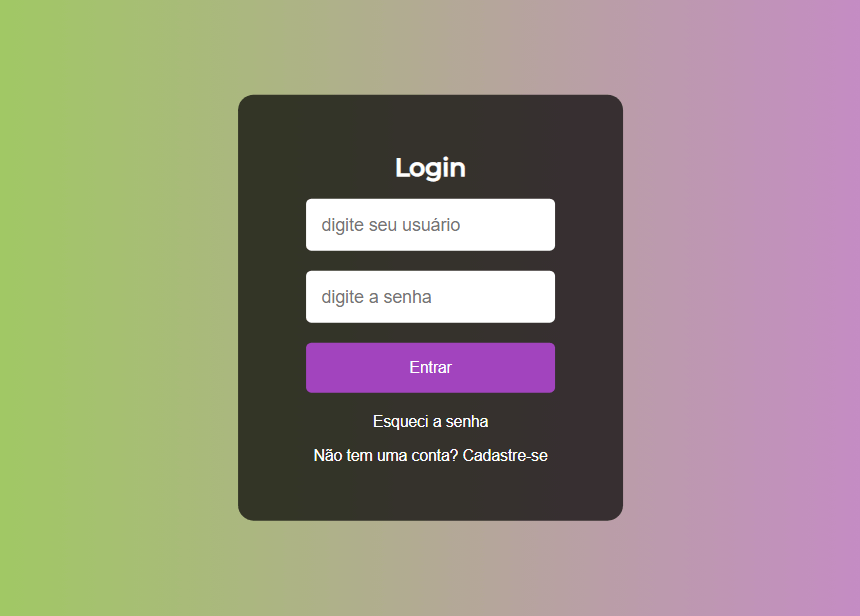 Login
digite seu usuário
digite a senha
Entrar
Esqueci a senha
Não tem uma conta? Cadastre-se